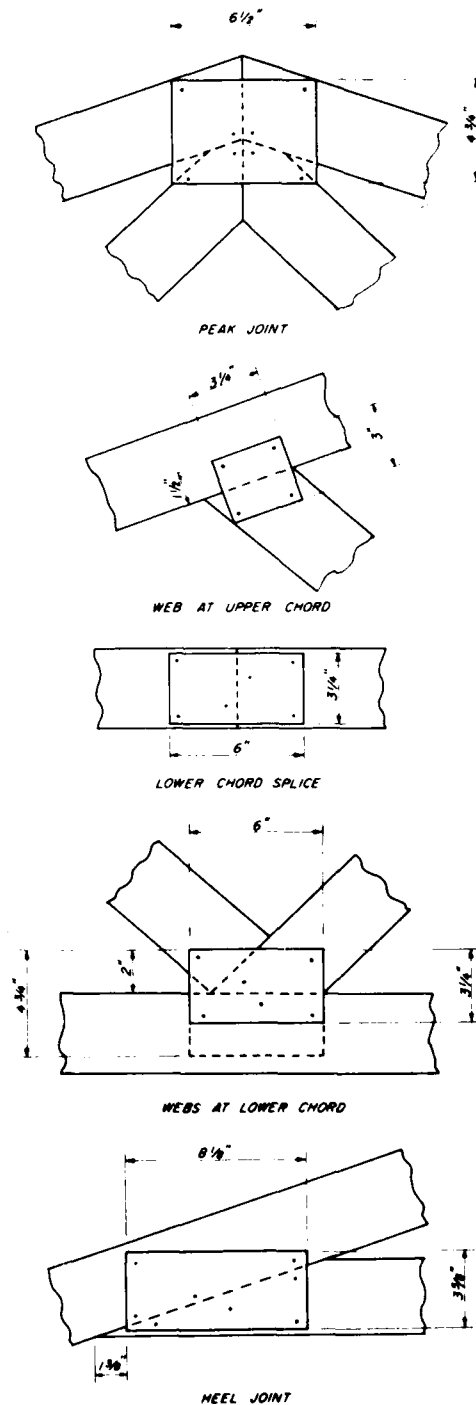 6 1/2"
4 3/4"
PEAK JOINT
3 1/4"
3"
1 1/2"
WEB AT UPPER CHORD
3 1/4"
6"
LOWER CHORD SPLICE
6"
4 3/4"
2"
3 1/4"
WEBS AT LOWER CHORD
8 1/8"
1 3/8"
HEEL JOINT